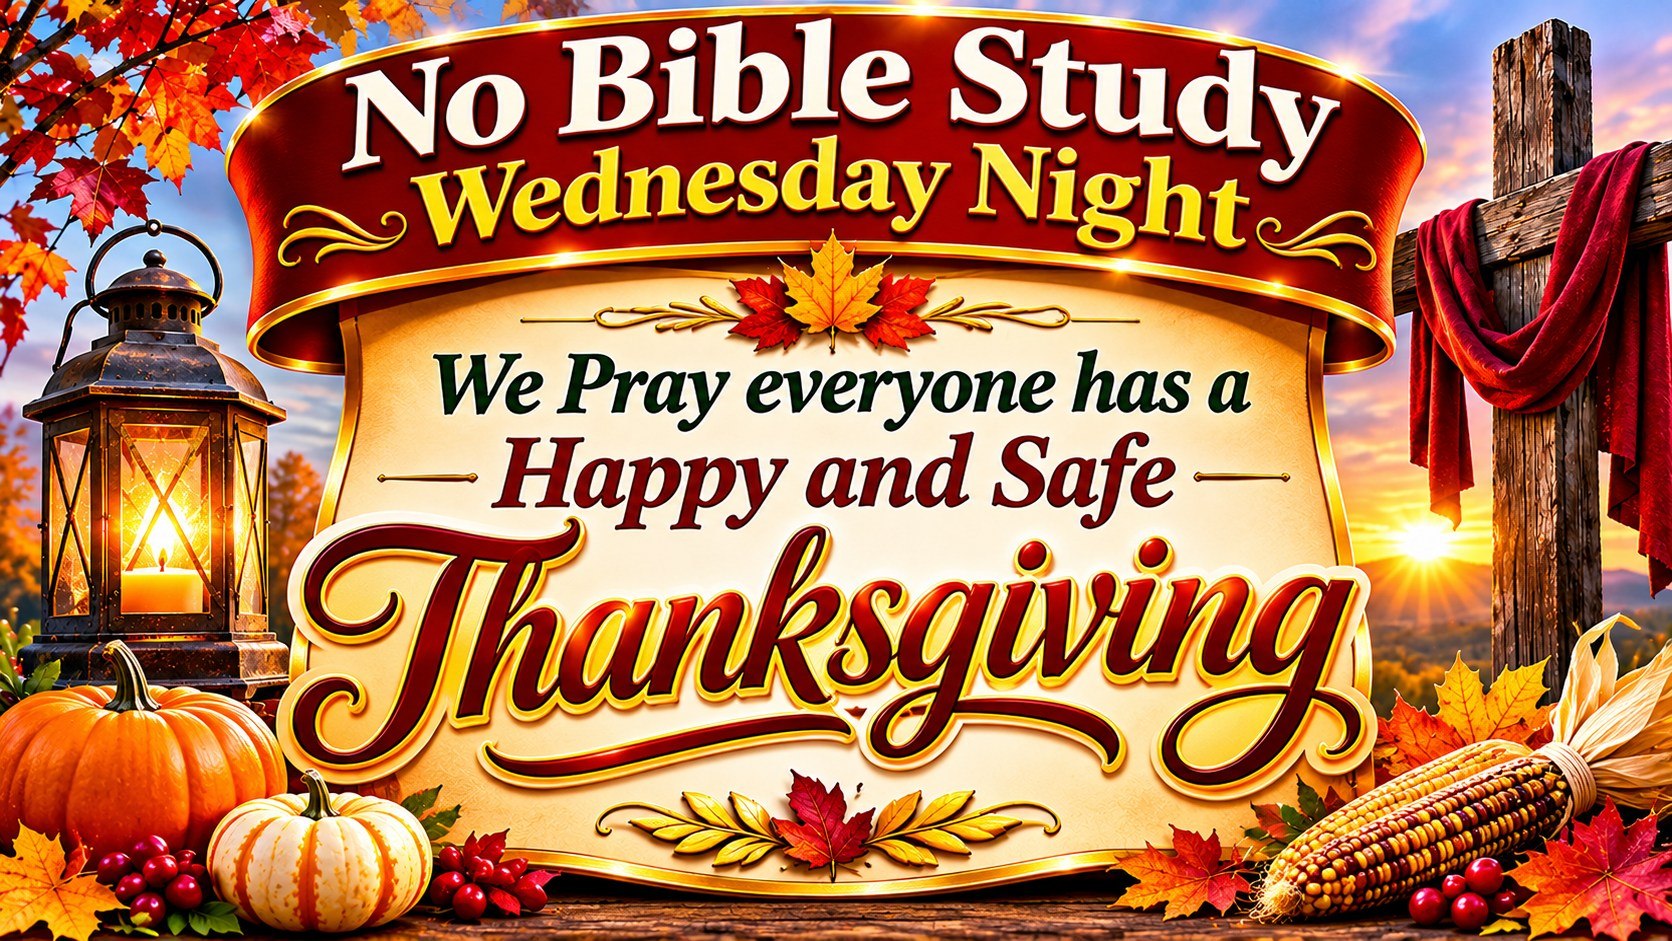 No Bible Study
Wednesday Night
We Pray everyone has a
Happy and Safe
Thanksgiving